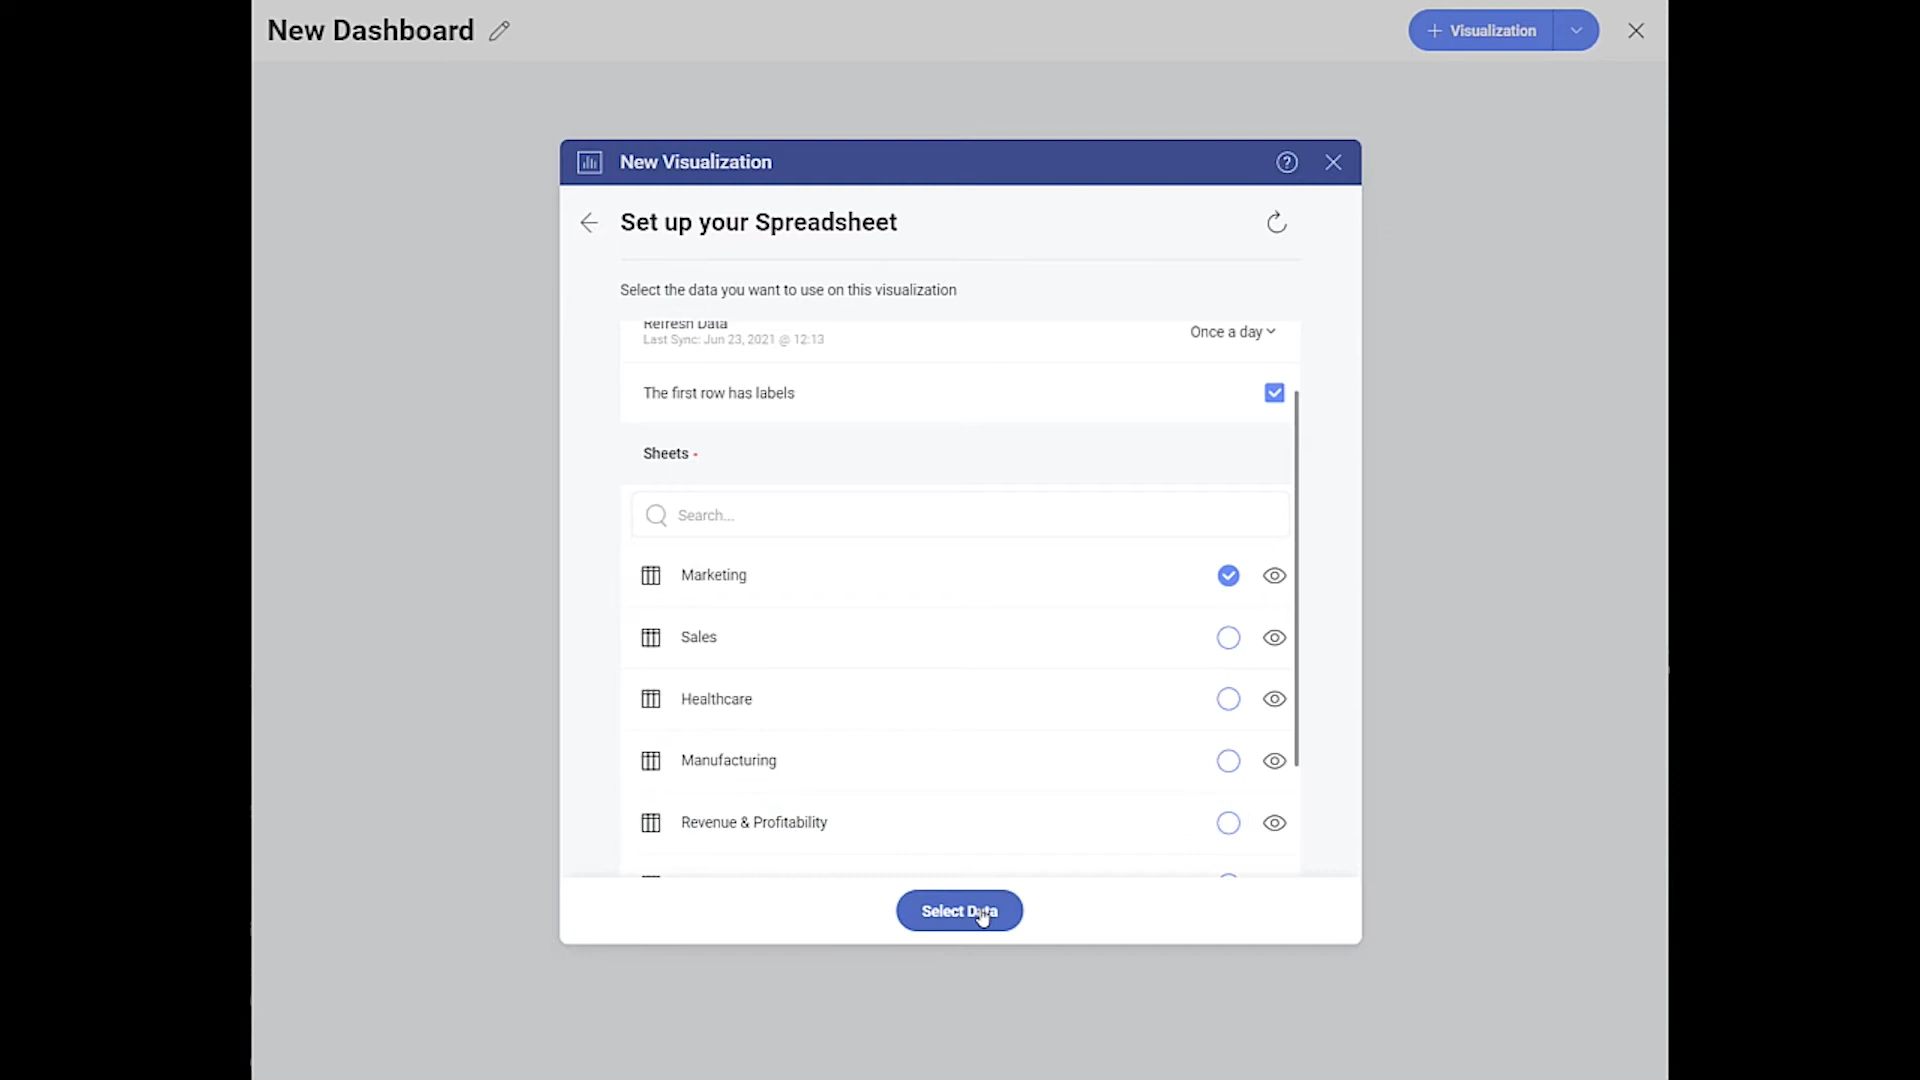 New Dashboard
Visualization
New Visualization
Set up your Spreadsheet
Select the data you want to use on this visualization
Refresh Data
Last Sync: Jun 23, 2021 @ 12:13
Once a day
The first row has labels
Sheets
Search...
Marketing
Sales
Healthcare
Manufacturing
Revenue & Profitability
Select Data